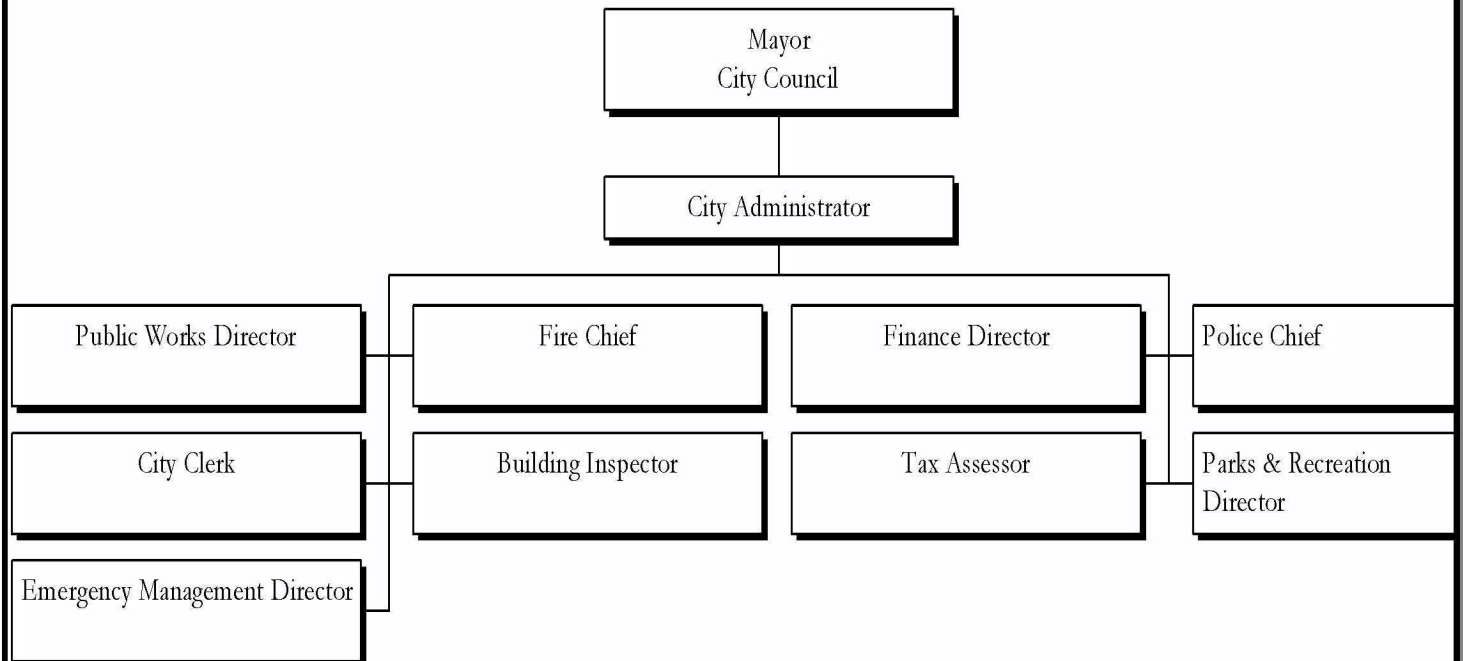 Mayor
City Council
City Administrator
Public Works Director
Fire Chief
Finance Director
Police Chief
City Clerk
Building Inspector
Tax Assessor
Parks & Recreation
Director
Emergency Management Director